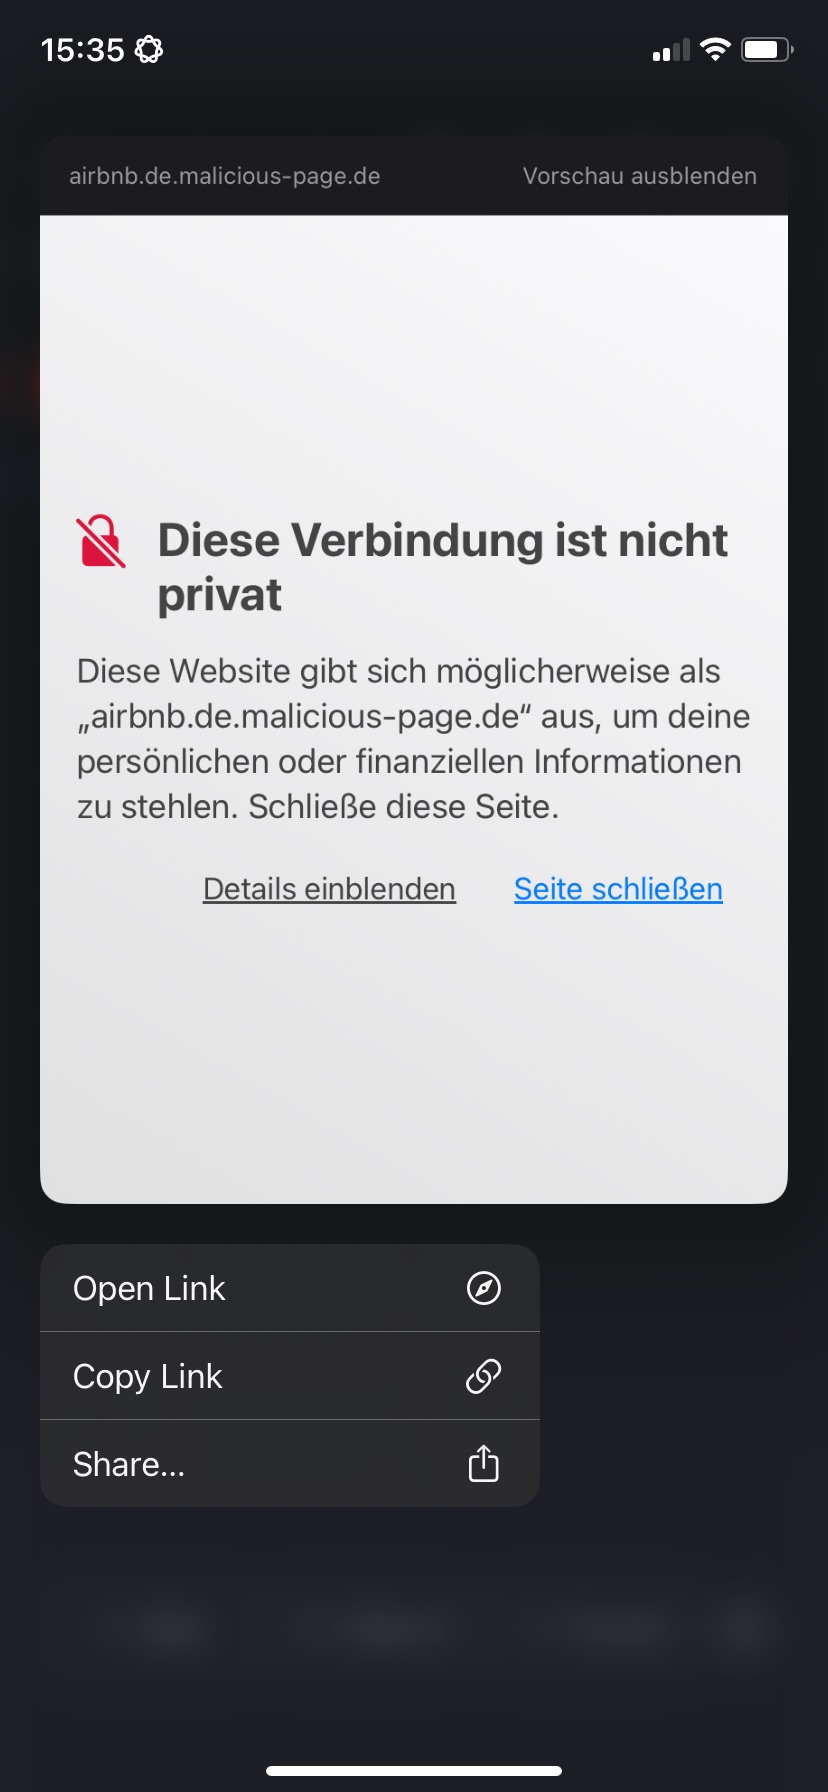 15:35
airbnb.de.malicious-page.de Vorschau ausblenden
Diese Verbindung ist nicht
privat
Diese Website gibt sich möglicherweise als
„airbnb.de.malicious-page.de“ aus, um deine
persönlichen oder finanziellen Informationen
zu stehlen. Schließe diese Seite.
Details einblenden Seite schließen
Open Link
Copy Link
Share...